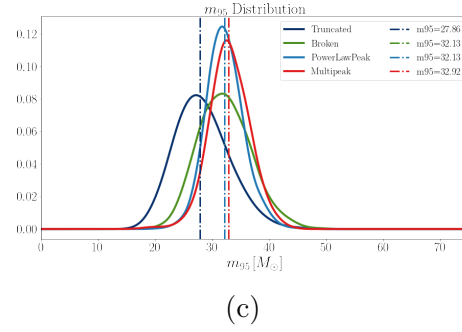 m95 Distribution
Truncated
Broken
PowerLawPeak
Multipeak
m95=27.86
m95=32.13
m95=32.13
m95=32.92
0.12
0.10
0.08
0.06
0.04
0.02
0.00
0 10 20 30 40 50 60 70
m95 [M⊙]
(c)